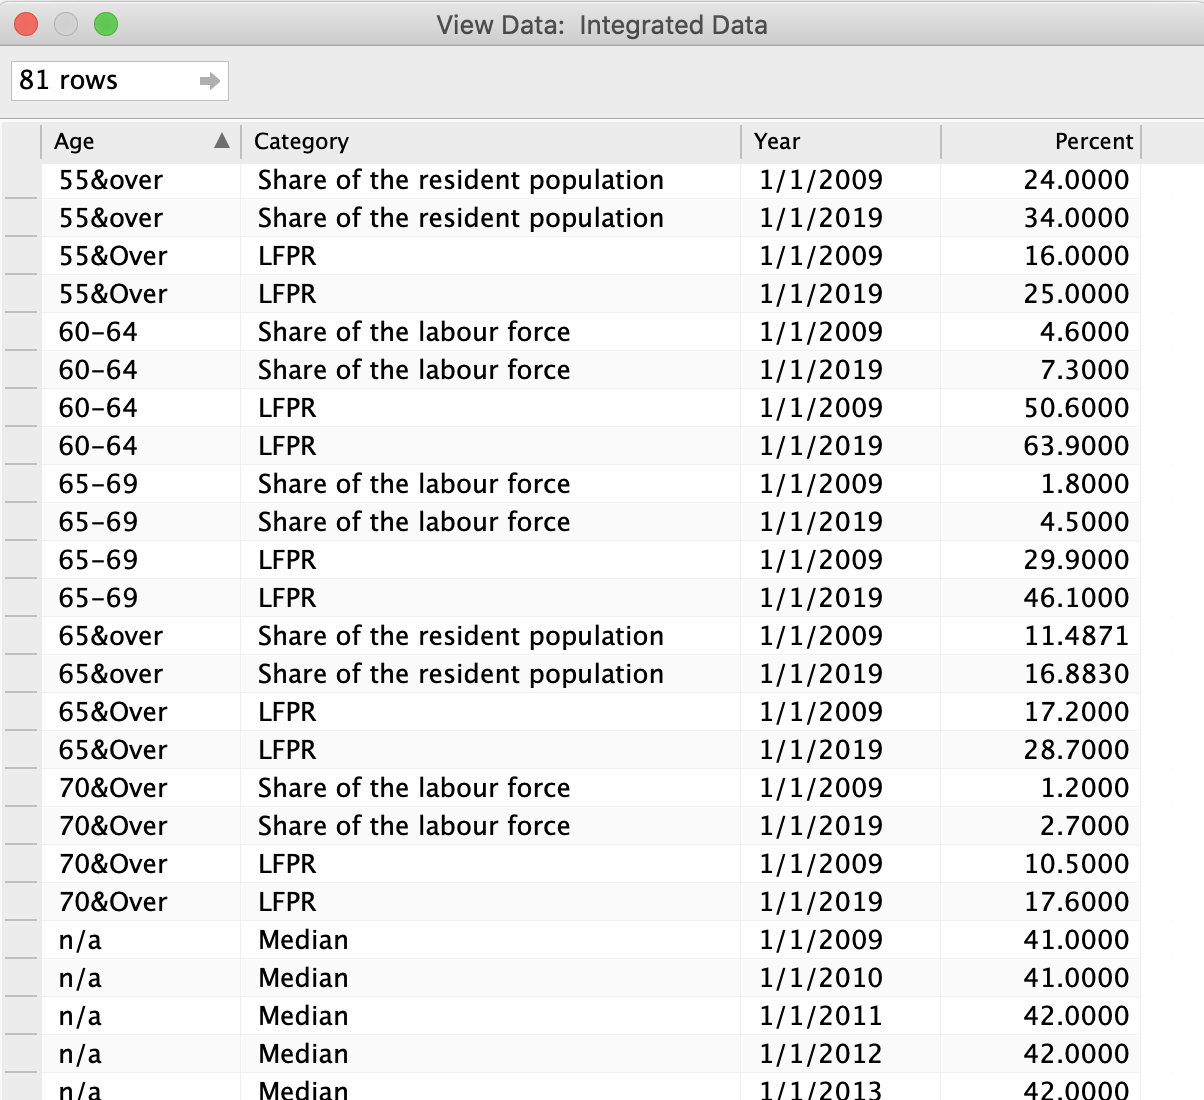 View Data:  Integrated Data
81 rows
Age Category Year Percent
55&over Share of the resident population 1/1/2009 24.0000
55&over Share of the resident population 1/1/2019 34.0000
55&Over LFPR 1/1/2009 16.0000
55&Over LFPR 1/1/2019 25.0000
60-64 Share of the labour force 1/1/2009 4.6000
60-64 Share of the labour force 1/1/2019 7.3000
60-64 LFPR 1/1/2009 50.6000
60-64 LFPR 1/1/2019 63.9000
65-69 Share of the labour force 1/1/2009 1.8000
65-69 Share of the labour force 1/1/2019 4.5000
65-69 LFPR 1/1/2009 29.9000
65-69 LFPR 1/1/2019 46.1000
65&over Share of the resident population 1/1/2009 11.4871
65&over Share of the resident population 1/1/2019 16.8830
65&Over LFPR 1/1/2009 17.2000
65&Over LFPR 1/1/2019 28.7000
70&Over Share of the labour force 1/1/2009 1.2000
70&Over Share of the labour force 1/1/2019 2.7000
70&Over LFPR 1/1/2009 10.5000
70&Over LFPR 1/1/2019 17.6000
n/a Median 1/1/2009 41.0000
n/a Median 1/1/2010 41.0000
n/a Median 1/1/2011 42.0000
n/a Median 1/1/2012 42.0000
n/a Median 1/1/2013 42.0000